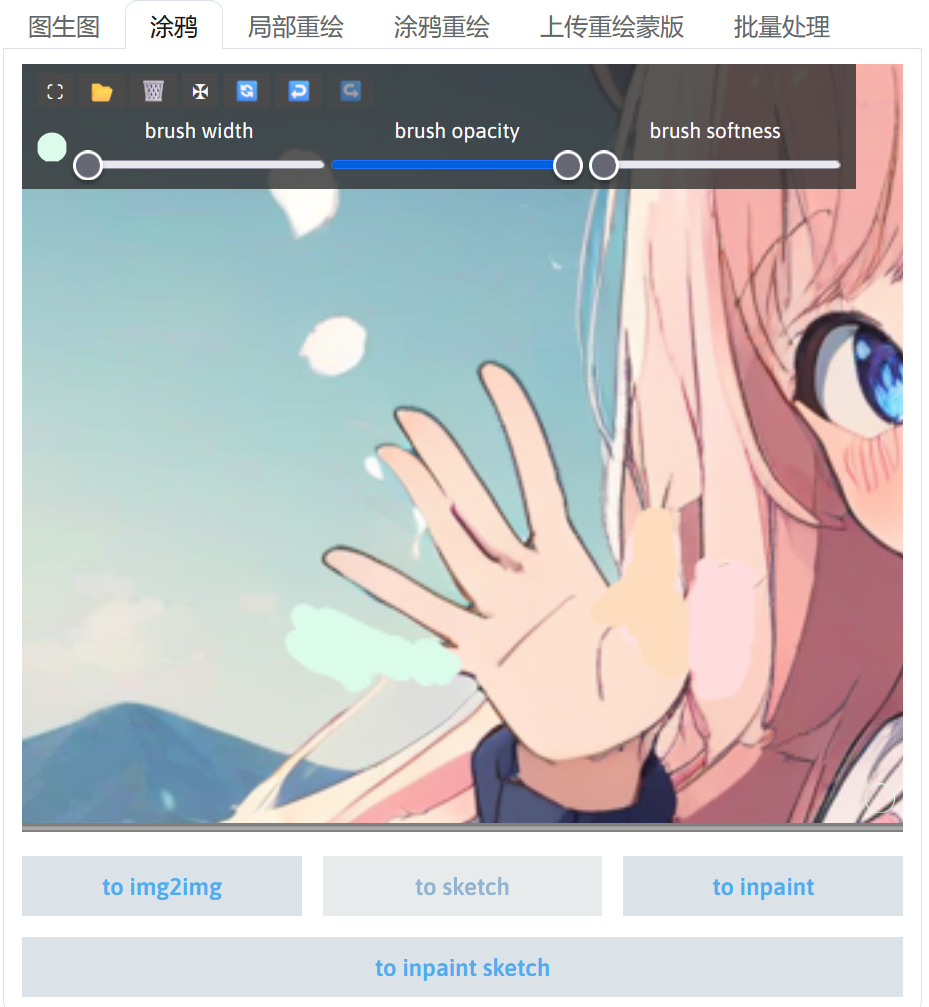 图生图 涂鸦 局部重绘 涂鸦重绘 上传重绘蒙版 批量处理
brush width brush opacity brush softness
to img2img to sketch to inpaint
to inpaint sketch